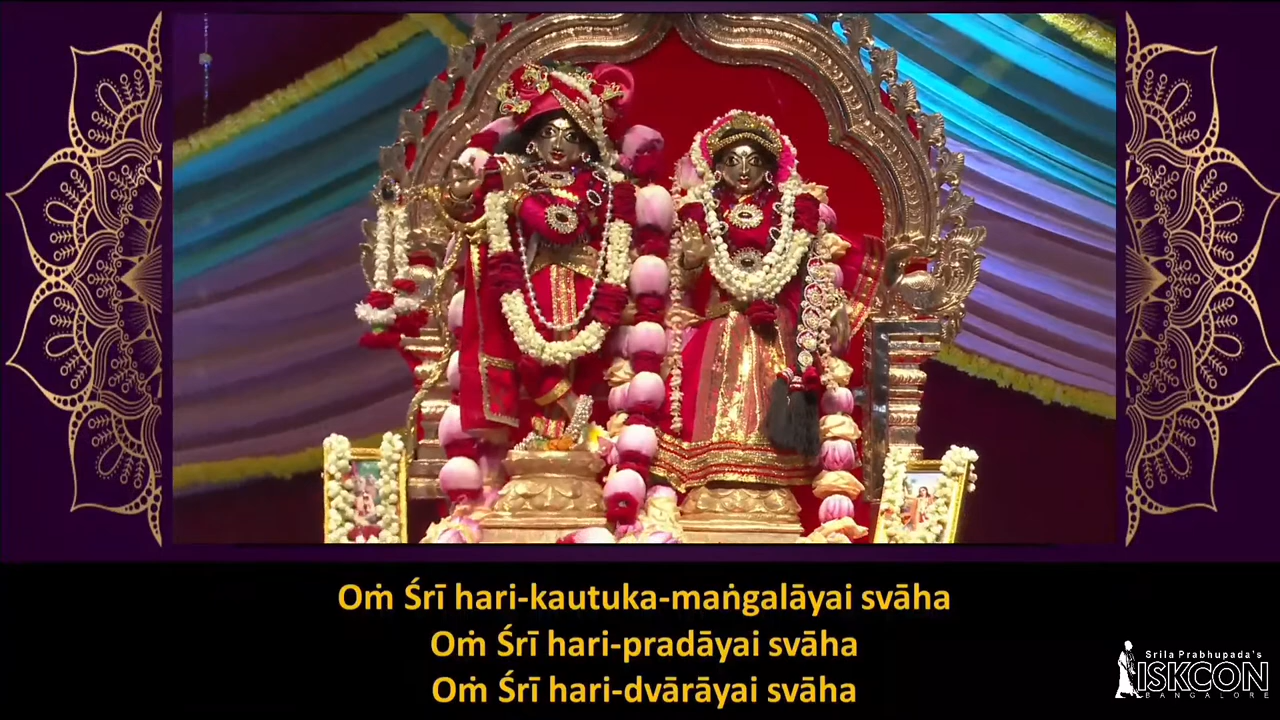 Oṁ Śrī hari-kautuka-maṅgalāyai svāha
Oṁ Śrī hari-pradāyai svāha
Oṁ Śrī hari-dvārāyai svāha
Srila Prabhupada's
ISKCON
BANGALORE